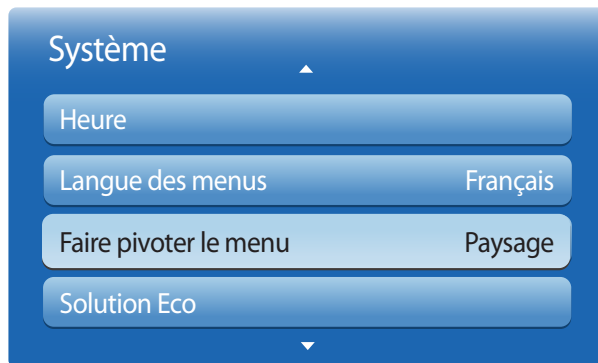 Système
Heure
Langue des menus Français
Faire pivoter le menu Paysage
Solution Eco